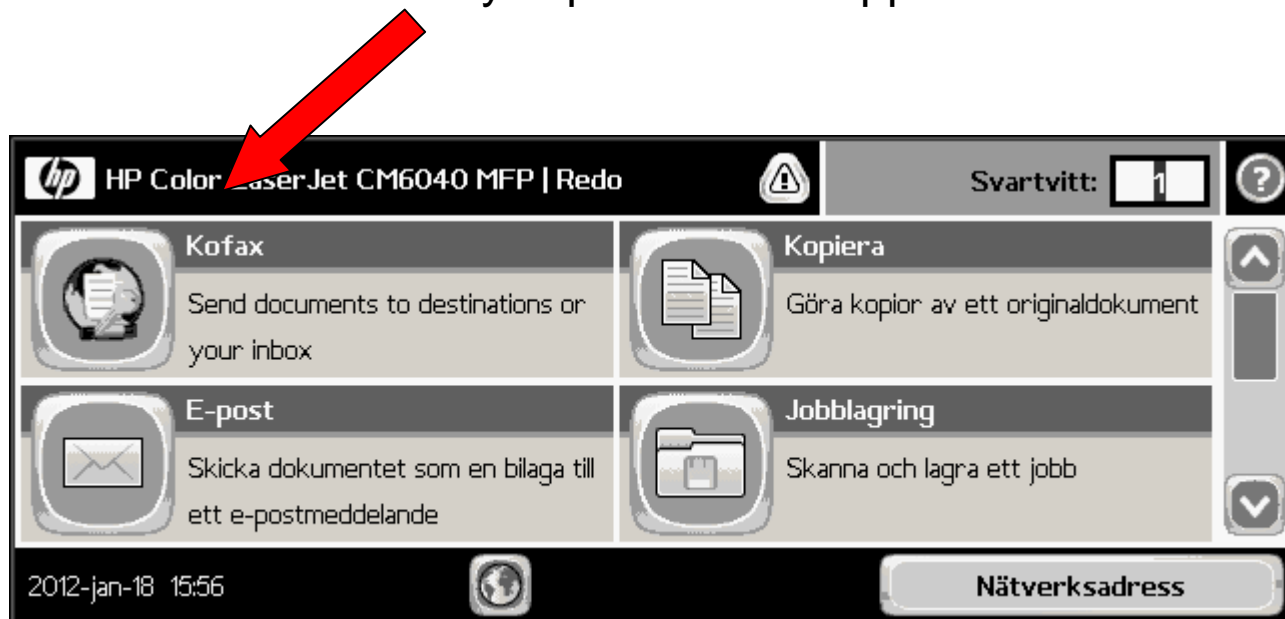 hp HP Color LaserJet CM6040 MFP | Redo
Svartvitt: 1
?
Kofax
Send documents to destinations or
your inbox
Kopiera
Göra kopior av ett originaldokument
E-post
Skicka dokumentet som en bilaga till
ett e-postmeddelande
Jobblagring
Skanna och lagra ett jobb
2012-jan-18 15:56
Nätverksadress